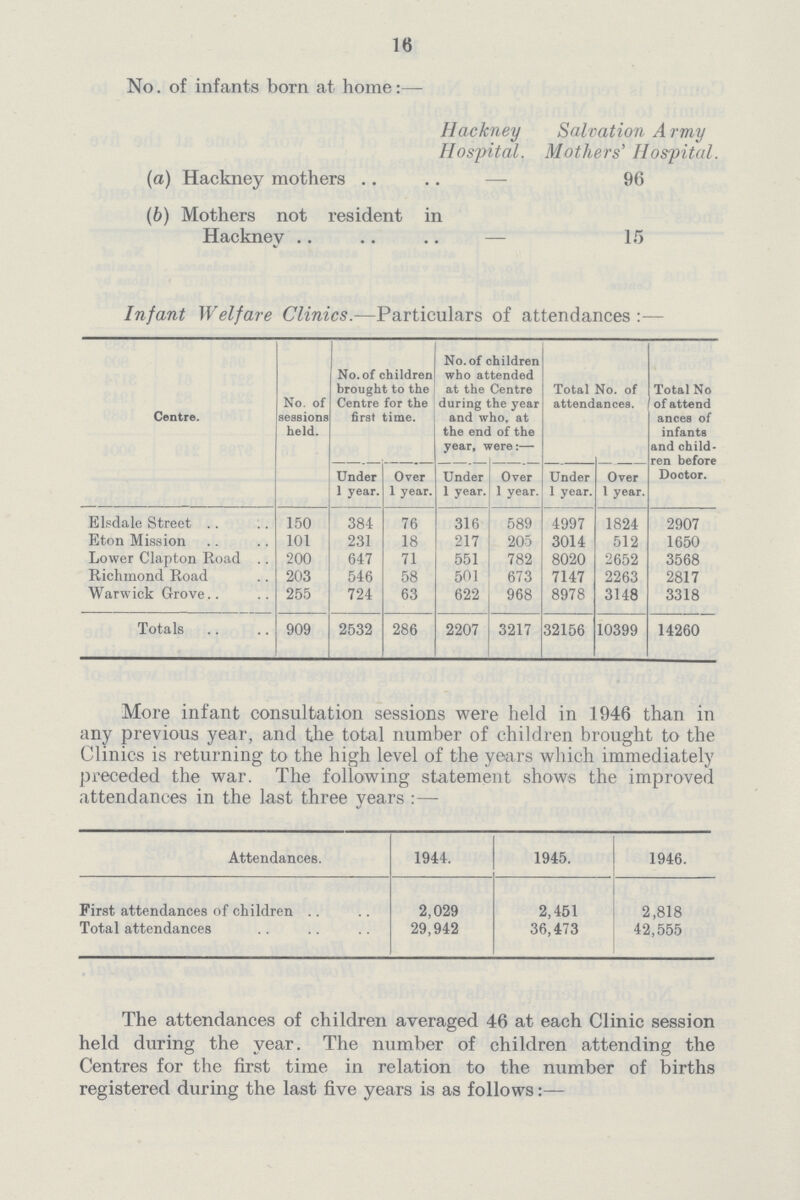 16
No. of infants born at home:—
Hackney Salvation Army
Hospital. Mothers' Hospital.
(a) Hackney mothers .. .. — 96
(b) Mothers not resident in
Hackney .. .. .. — 15
Infant Welfare Clinics.—Particulars of attendances:—
Centre.
No. of
sessions
held.
No. of children
brought to the
Centre for the
first time.
No. of children
who attended
at the Centre
during the year
and who, at
the end of the
year, were:—
Total No. of
attendances.
Total No
of attend
ances of
infants
and child-
ren before
Doctor.
Under 1 year. Over 1 year. Under 1 year. Over 1 year. Under 1 year. Over 1 year.
Elsdale Street .. .. 150 384 76 316 589 4997 1824 2907
Eton Mission .. .. 101 231 18 217 205 3014 512 1650
Lower Clapton Road .. 200 647 71 551 782 8020 2652 3568
Richmond Road .. 203 546 58 501 673 7147 2263 2817
Warwick Grove.. .. 255 724 63 622 968 8978 3148 3318
Totals .. .. 909 2532 286 2207 3217 32156 10399 14260
More infant consultation sessions were held in 1946 than in
any previous year, and the total number of children brought to the
Clinics is returning to the high level of the years which immediately
preceded the war. The following statement shows the improved
attendances in the last three years:—
Attendances. 1944. 1945. 1946.
First attendances of children .. .. 2,029 2,451 2,818
Total attendances .. .. .. 29,942 36,473 42,555
The attendances of children averaged 46 at each Clinic session
held during the year. The number of children attending the
Centres for the first time in relation to the number of births
registered during the last five years is as follows:—